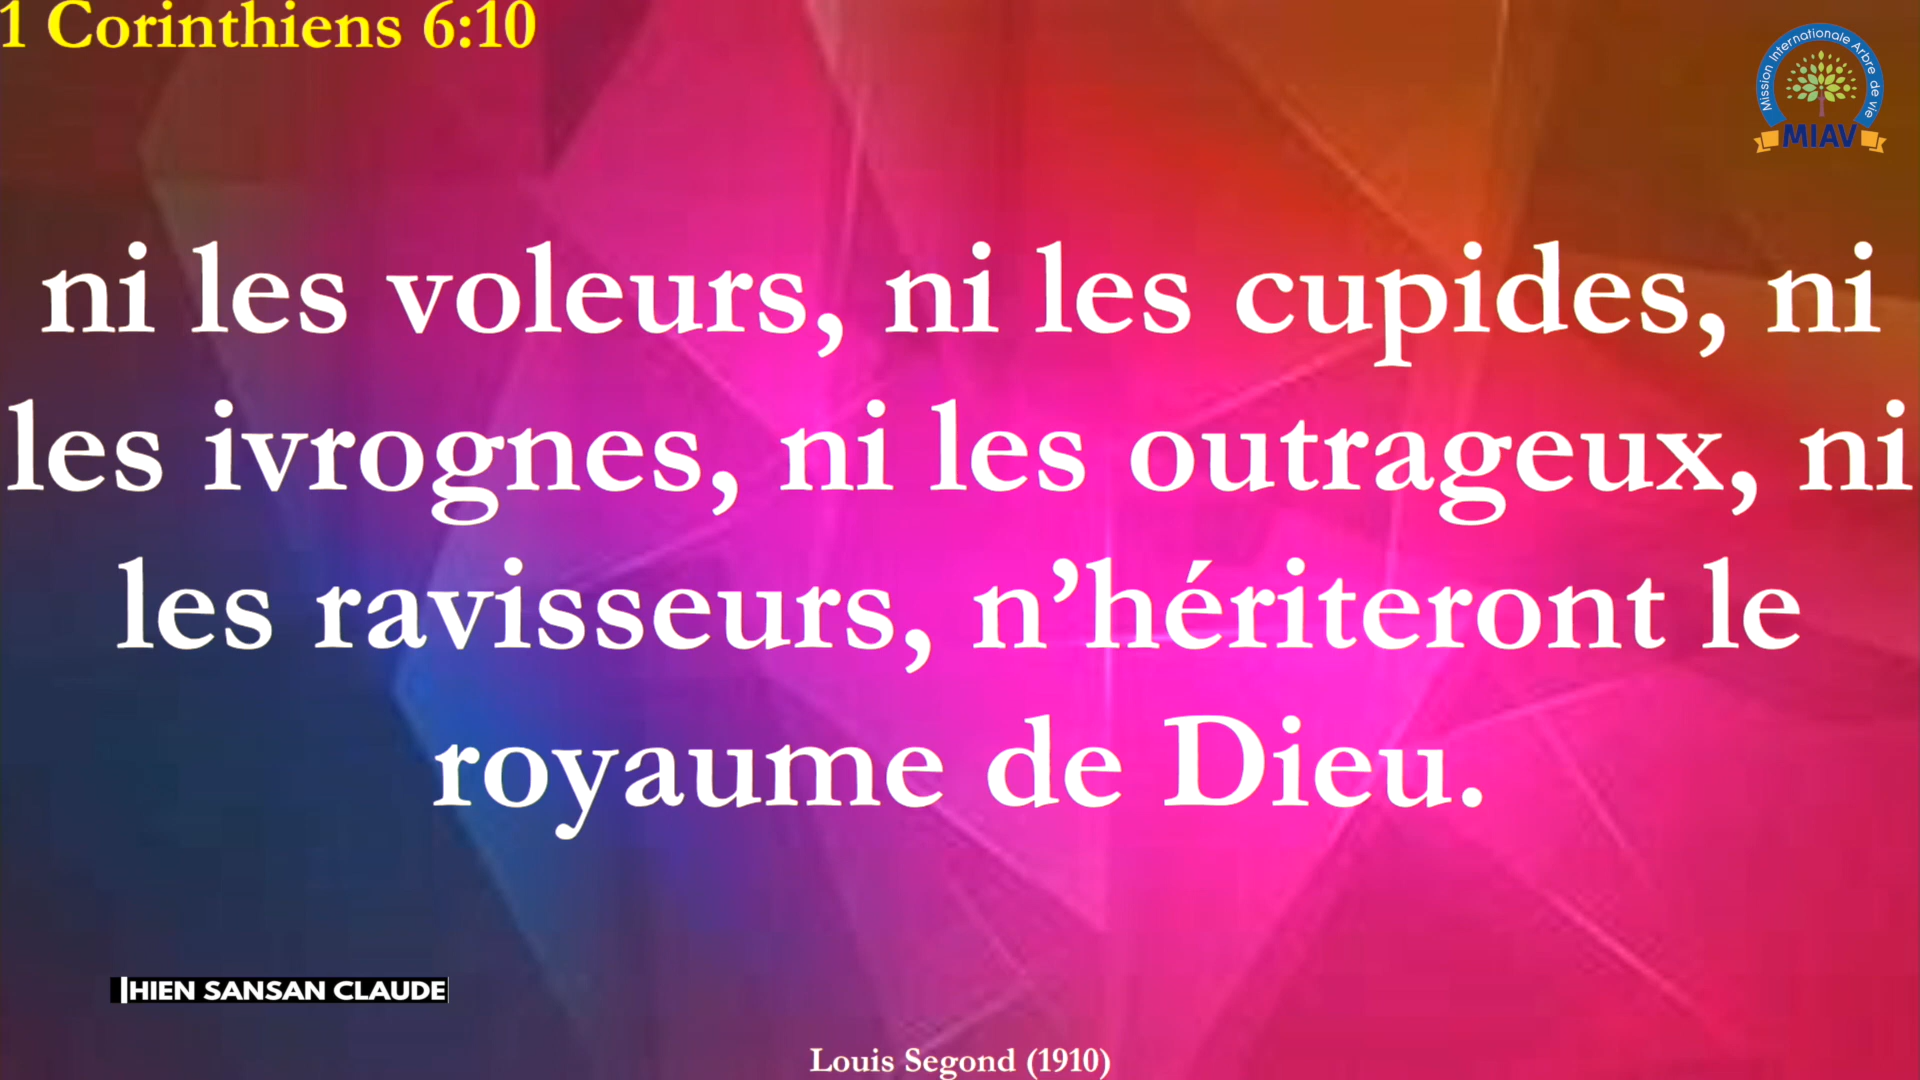 1 Corinthiens 6:10
Mission Internationale Arbre de vie
MIAV
ni les voleurs, ni les cupides, ni
les ivrognes, ni les outrageux, ni
les ravisseurs, n’hériteront le
royaume de Dieu.
HIEN SANSAN CLAUDE
Louis Segond (1910)